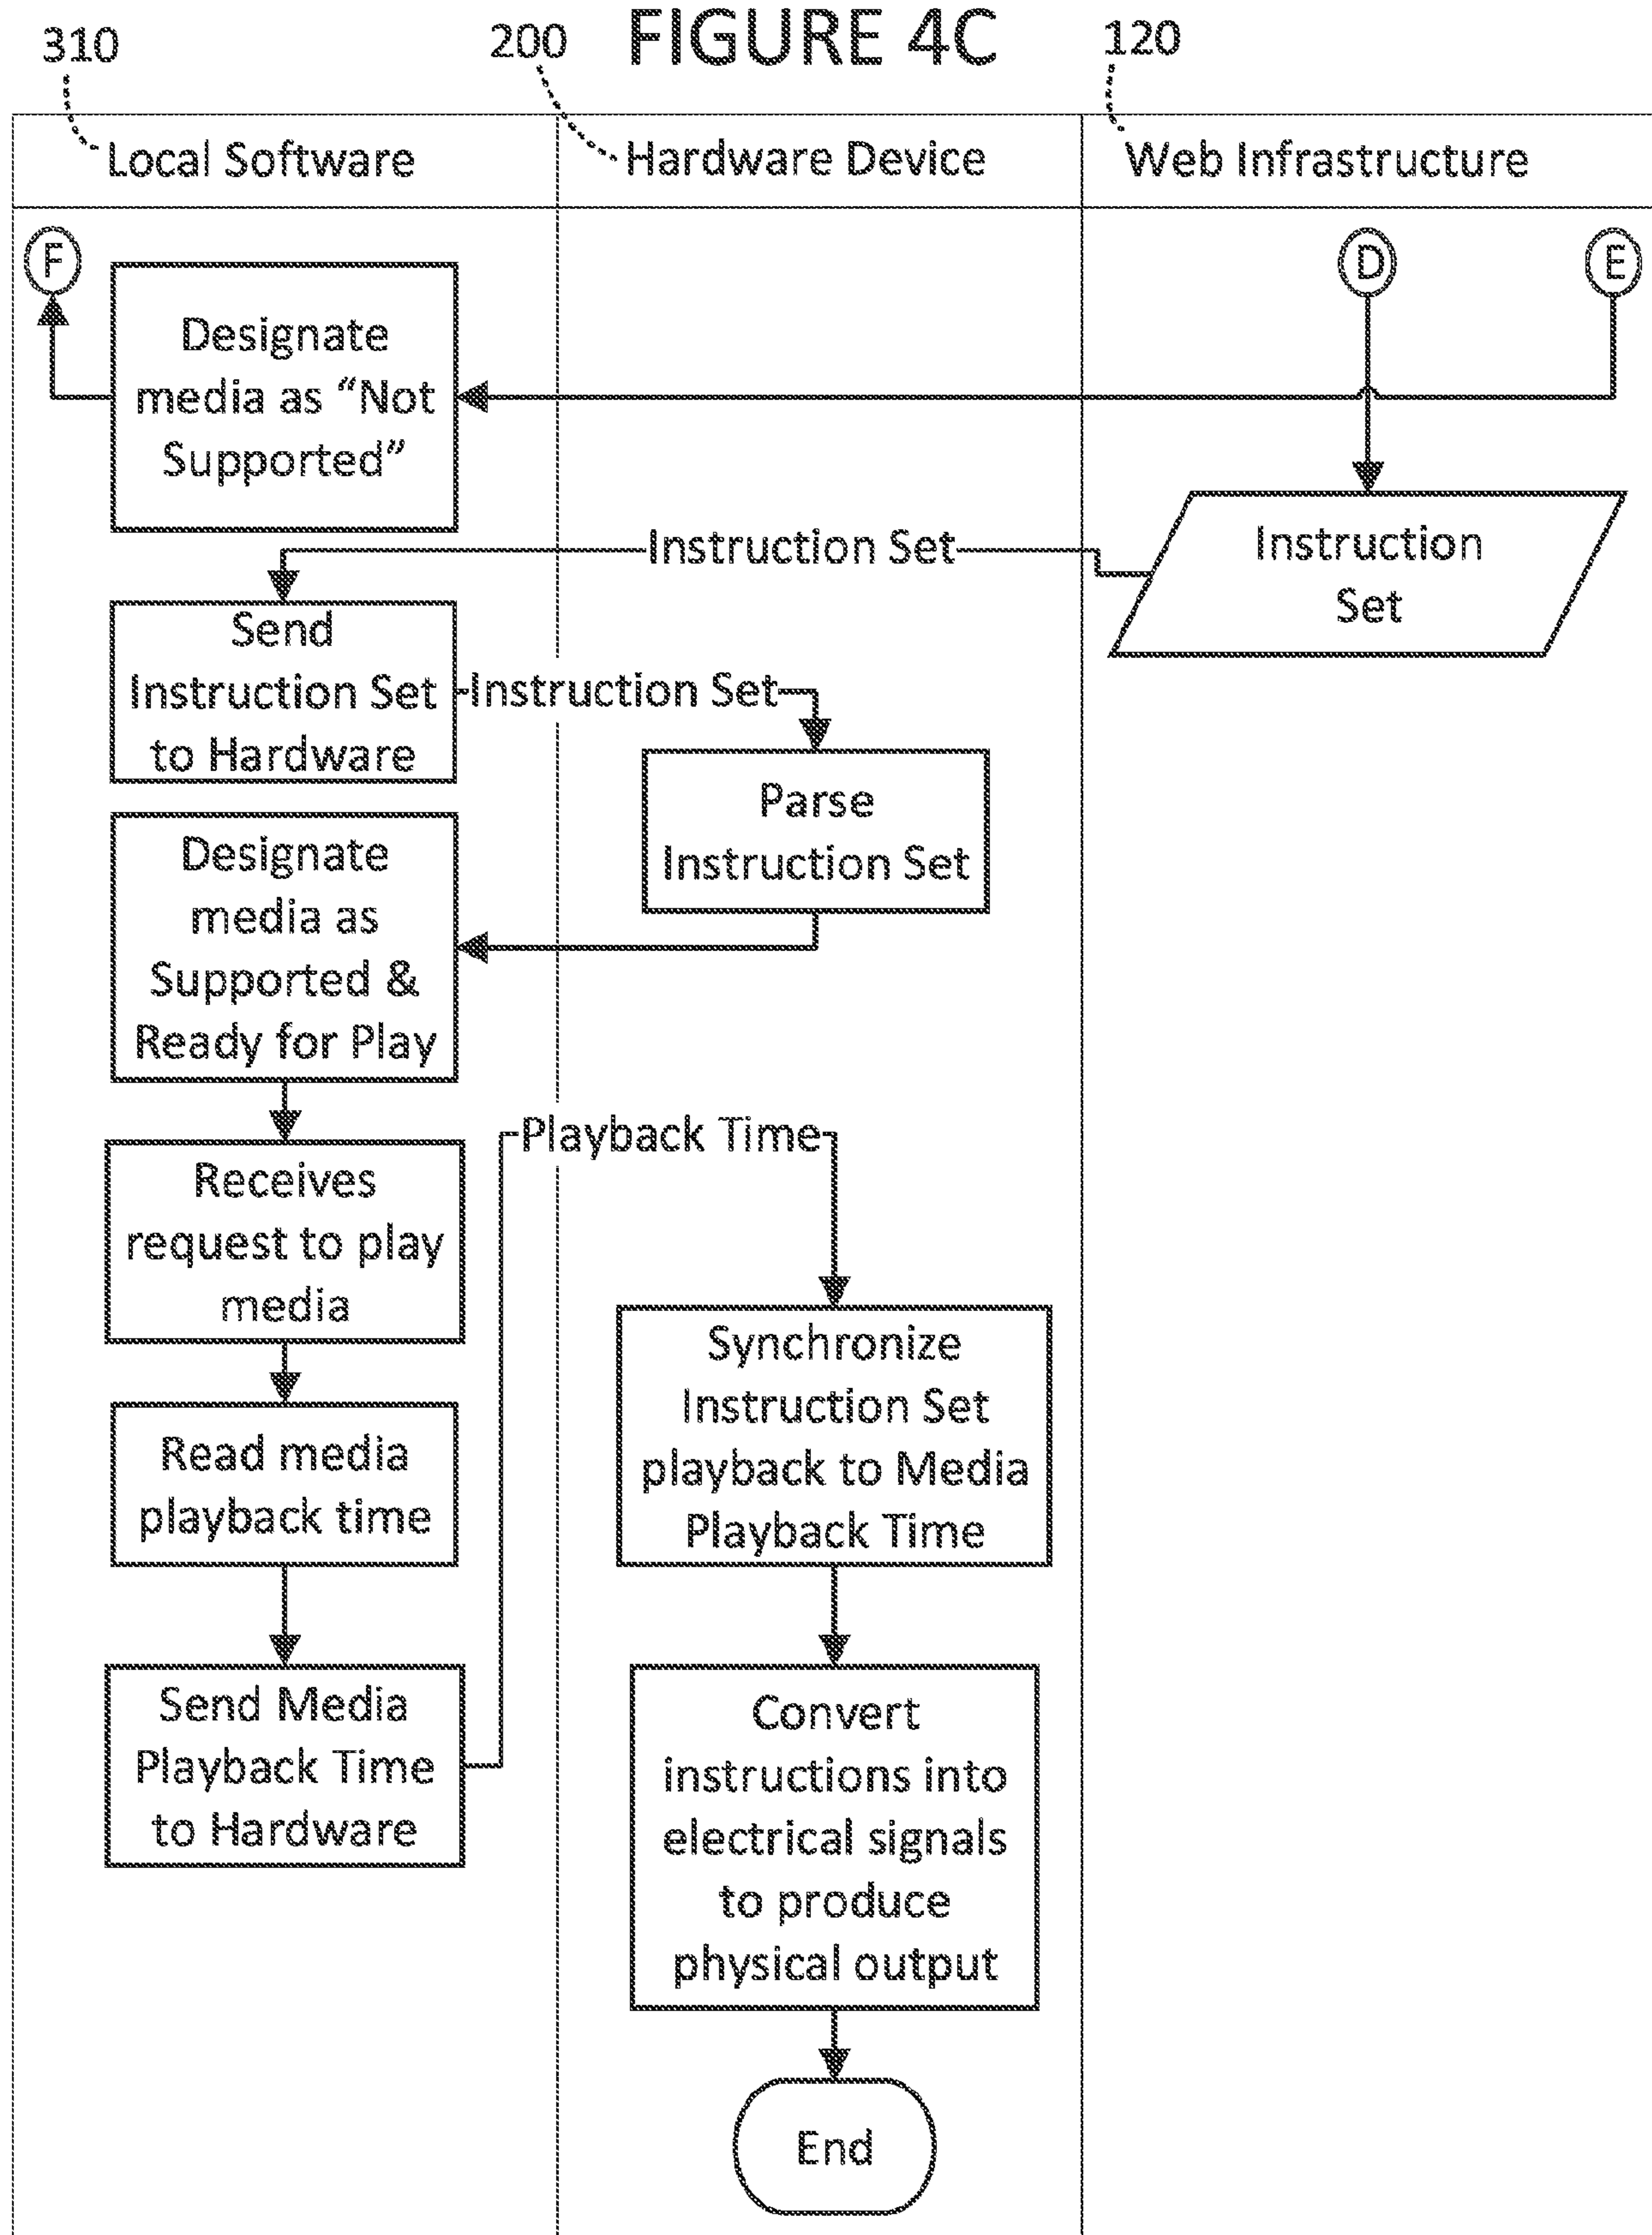 FIGURE 4C
310
200
120
Local Software
Hardware Device
Web Infrastructure
F
D
E
Designate
media as “Not
Supported”
Instruction
Set
Instruction Set
Send
Instruction Set
to Hardware
Instruction Set
Parse
Instruction Set
Designate
media as
Supported &
Ready for Play
Receives
request to play
media
Read media
playback time
Send Media
Playback Time
to Hardware
Playback Time
Synchronize
Instruction Set
playback to Media
Playback Time
Convert
instructions into
electrical signals
to produce
physical output
End